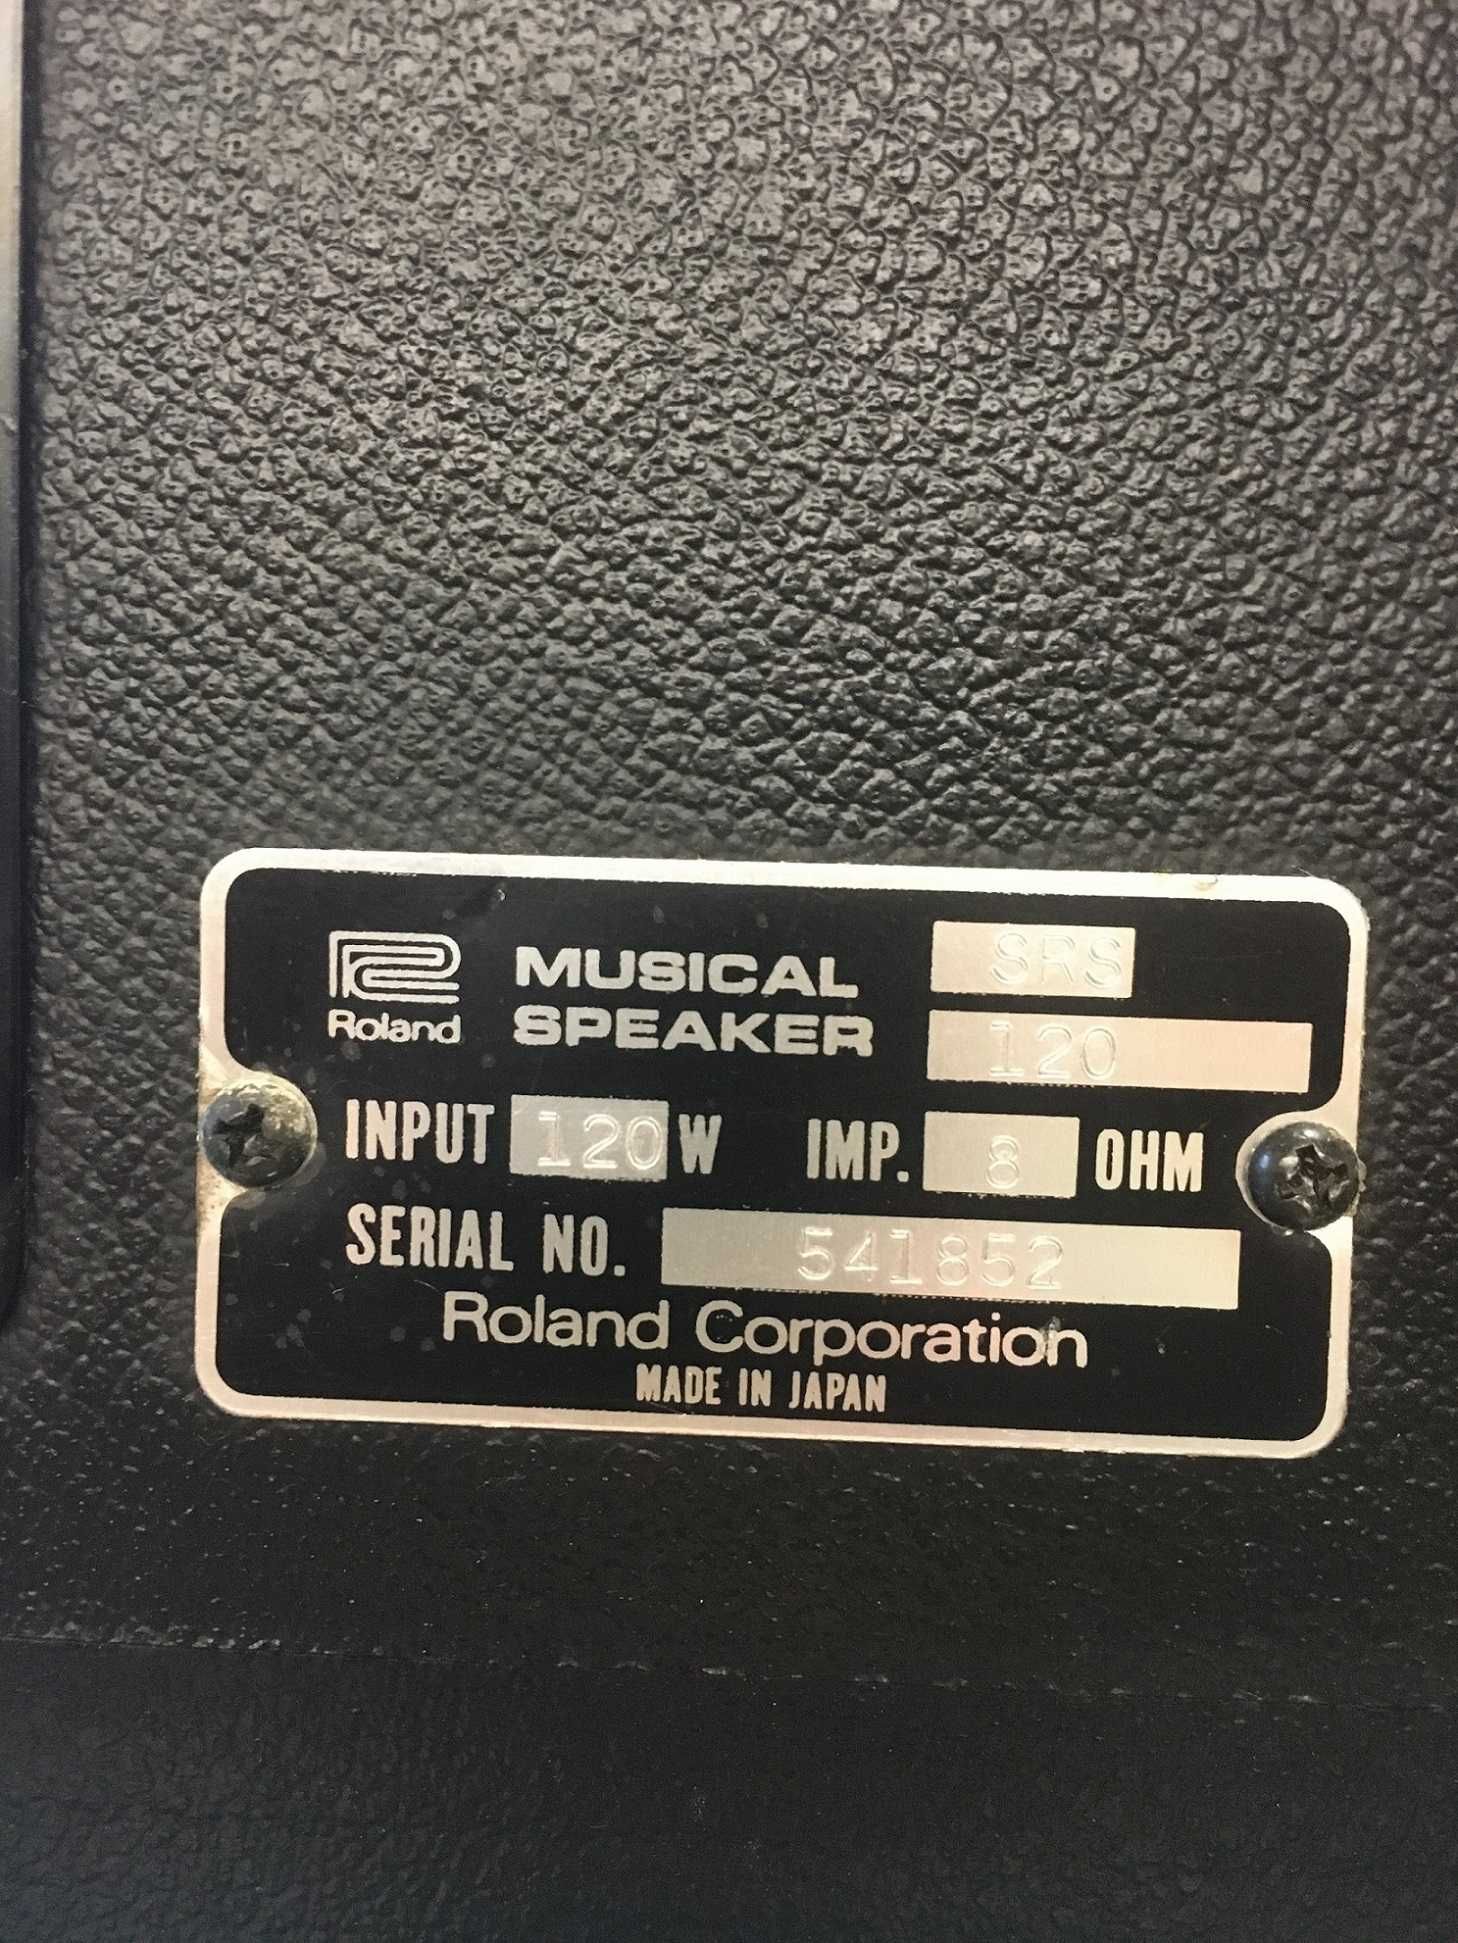 Roland MUSICAL SPEAKER SRS 120
INPUT 120 W IMP. 8 OHM
SERIAL NO. 541852
Roland Corporation
MADE IN JAPAN